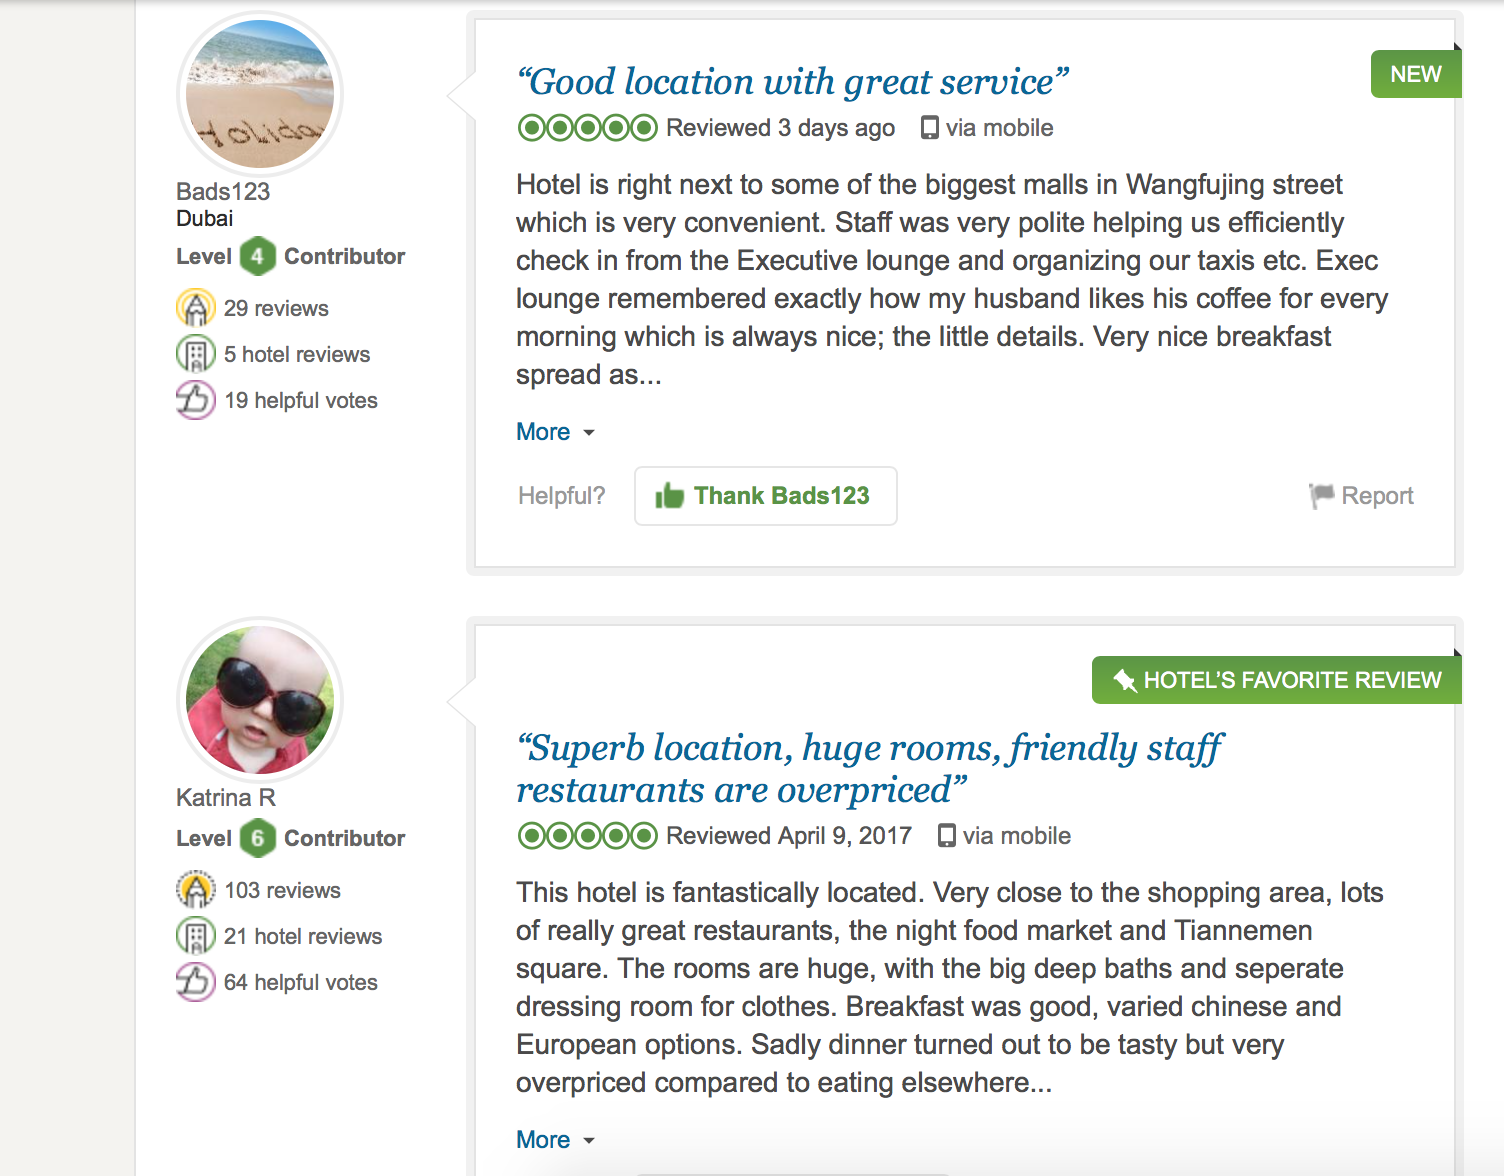 Holiday
Bads123
Dubai
Level 4 Contributor
29 reviews
5 hotel reviews
19 helpful votes
NEW
“Good location with great service”
Reviewed 3 days ago via mobile
Hotel is right next to some of the biggest malls in Wangfujing street
which is very convenient. Staff was very polite helping us efficiently
check in from the Executive lounge and organizing our taxis etc. Exec
lounge remembered exactly how my husband likes his coffee for every
morning which is always nice; the little details. Very nice breakfast
spread as...
More
Helpful? Thank Bads123 Report
Katrina R
Level 6 Contributor
103 reviews
21 hotel reviews
64 helpful votes
HOTEL'S FAVORITE REVIEW
“Superb location, huge rooms, friendly staff
restaurants are overpriced”
Reviewed April 9, 2017 via mobile
This hotel is fantastically located. Very close to the shopping area, lots
of really great restaurants, the night food market and Tiannemen
square. The rooms are huge, with the big deep baths and seperate
dressing room for clothes. Breakfast was good, varied chinese and
European options. Sadly dinner turned out to be tasty but very
overpriced compared to eating elsewhere...
More